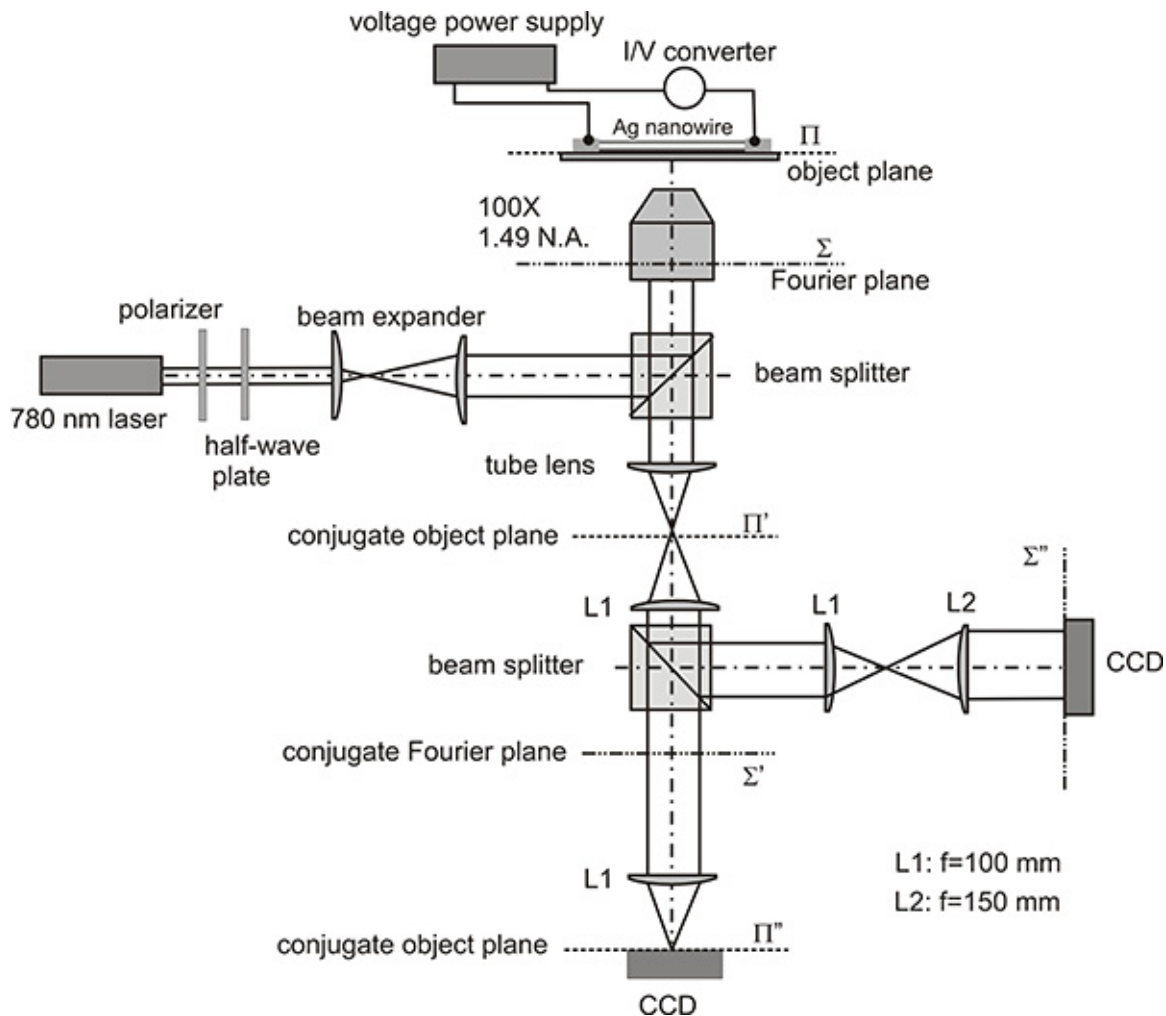 voltage power supply
I/V converter
Ag nanowire
Π
object plane
100X
1.49 N.A.
Σ
Fourier plane
polarizer
beam expander
beam splitter
780 nm laser
half-wave
plate
tube lens
conjugate object plane
Π'
Σ"
L1
L1
L2
beam splitter
CCD
conjugate Fourier plane
Σ'
L1: f=100 mm
L2: f=150 mm
L1
conjugate object plane
Π"
CCD